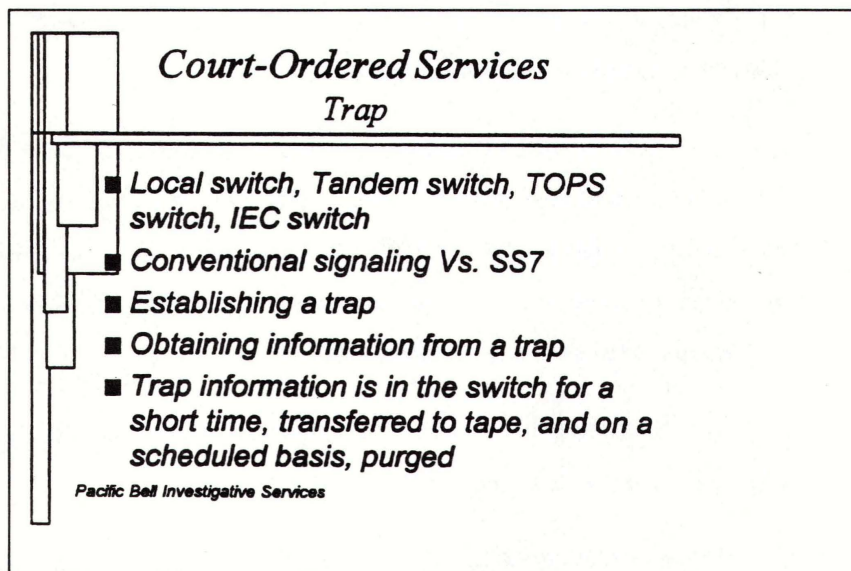 Court-Ordered Services
Trap
■ Local switch, Tandem switch, TOPS
switch, IEC switch
■ Conventional signaling Vs. SS7
■ Establishing a trap
■ Obtaining information from a trap
■ Trap information is in the switch for a
short time, transferred to tape, and on a
scheduled basis, purged
Pacific Bell Investigative Services